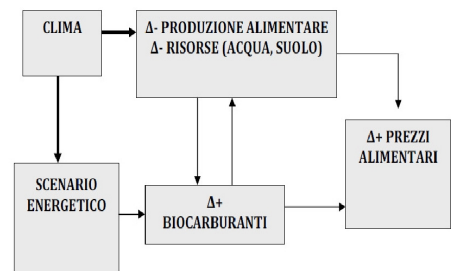 CLIMA
Δ- PRODUZIONE ALIMENTARE
Δ- RISORSE (ACQUA, SUOLO)
Δ+ PREZZI
ALIMENTARI
SCENARIO
ENERGETICO
Δ+
BIOCARBURANTI